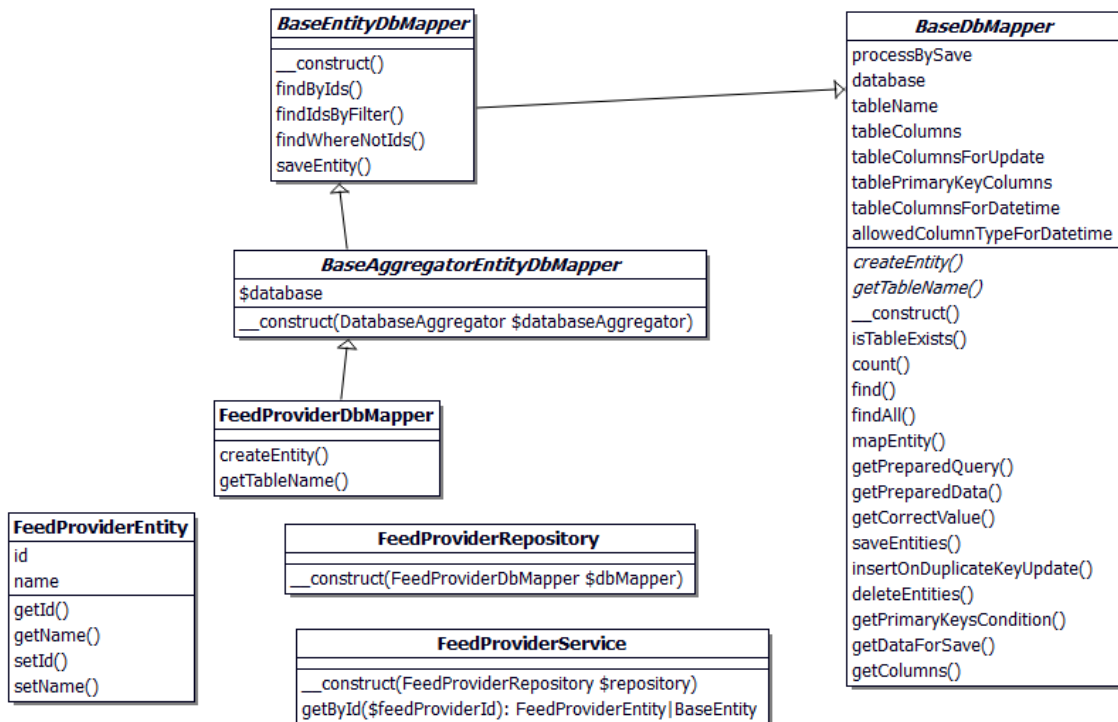 BaseEntityDbMapper
__construct()
findByIds()
findIdsByFilter()
findWhereNotIds()
saveEntity()
BaseDbMapper
processBySave
database
tableName
tableColumns
tableColumnsForUpdate
tablePrimaryKeyColumns
tableColumnsForDatetime
allowedColumnTypeForDatetime
createEntity()
getTableName()
__construct()
isTableExists()
count()
find()
findAll()
mapEntity()
getPreparedQuery()
getPreparedData()
getCorrectValue()
saveEntities()
insertOnDuplicateKeyUpdate()
deleteEntities()
getPrimaryKeysCondition()
getDataForSave()
getColumns()
BaseAggregatorEntityDbMapper
$database
__construct(DatabaseAggregator $databaseAggregator)
FeedProviderDbMapper
createEntity()
getTableName()
FeedProviderEntity
id
name
getId()
getName()
setId()
setName()
FeedProviderRepository
__construct(FeedProviderDbMapper $dbMapper)
FeedProviderService
__construct(FeedProviderRepository $repository)
getById($feedProviderId): FeedProviderEntity|BaseEntity